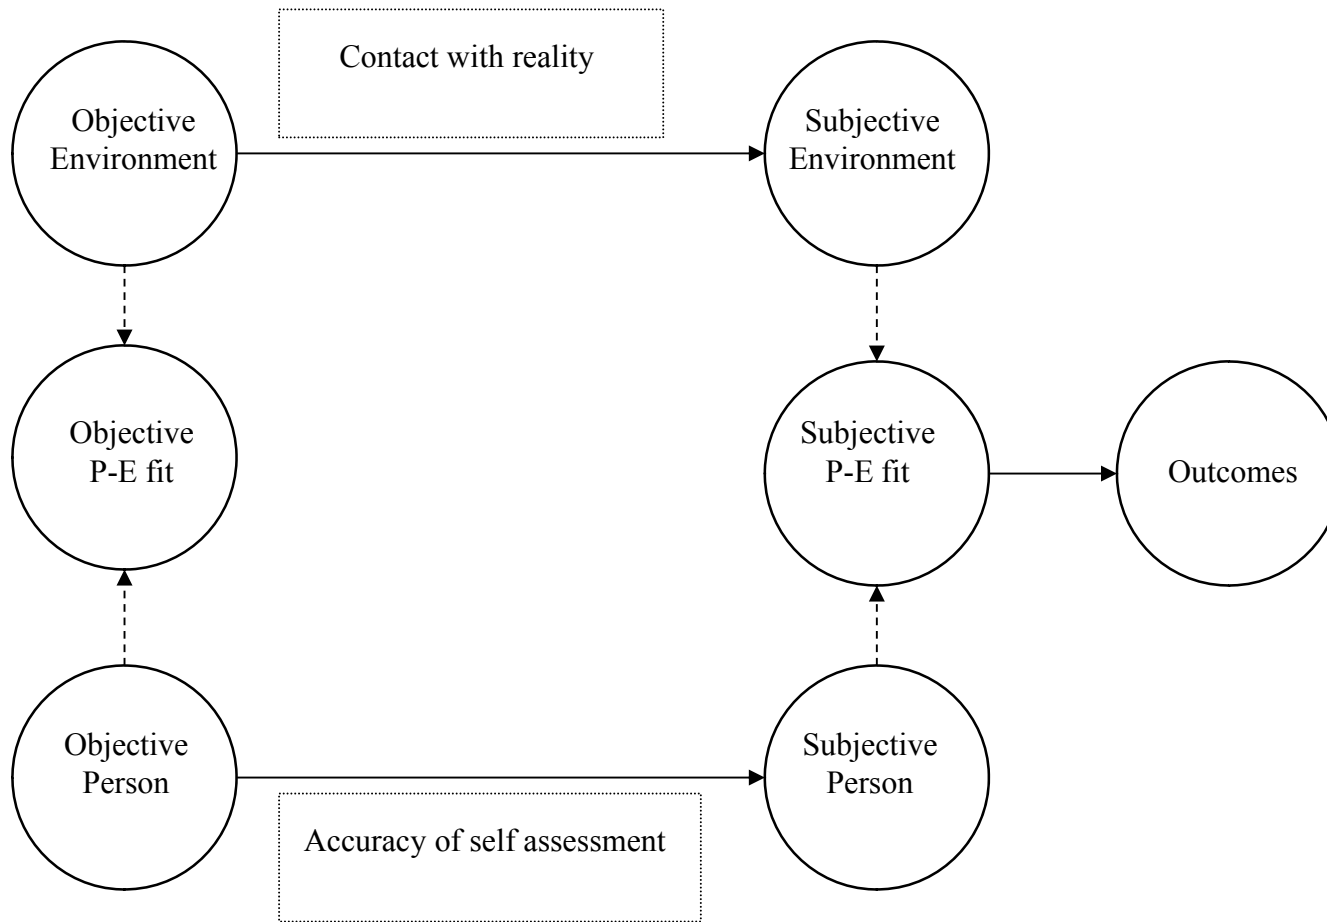 Contact with reality
Objective
Environment
Subjective
Environment
Objective
P-E fit
Subjective
P-E fit
Outcomes
Objective
Person
Subjective
Person
Accuracy of self assessment